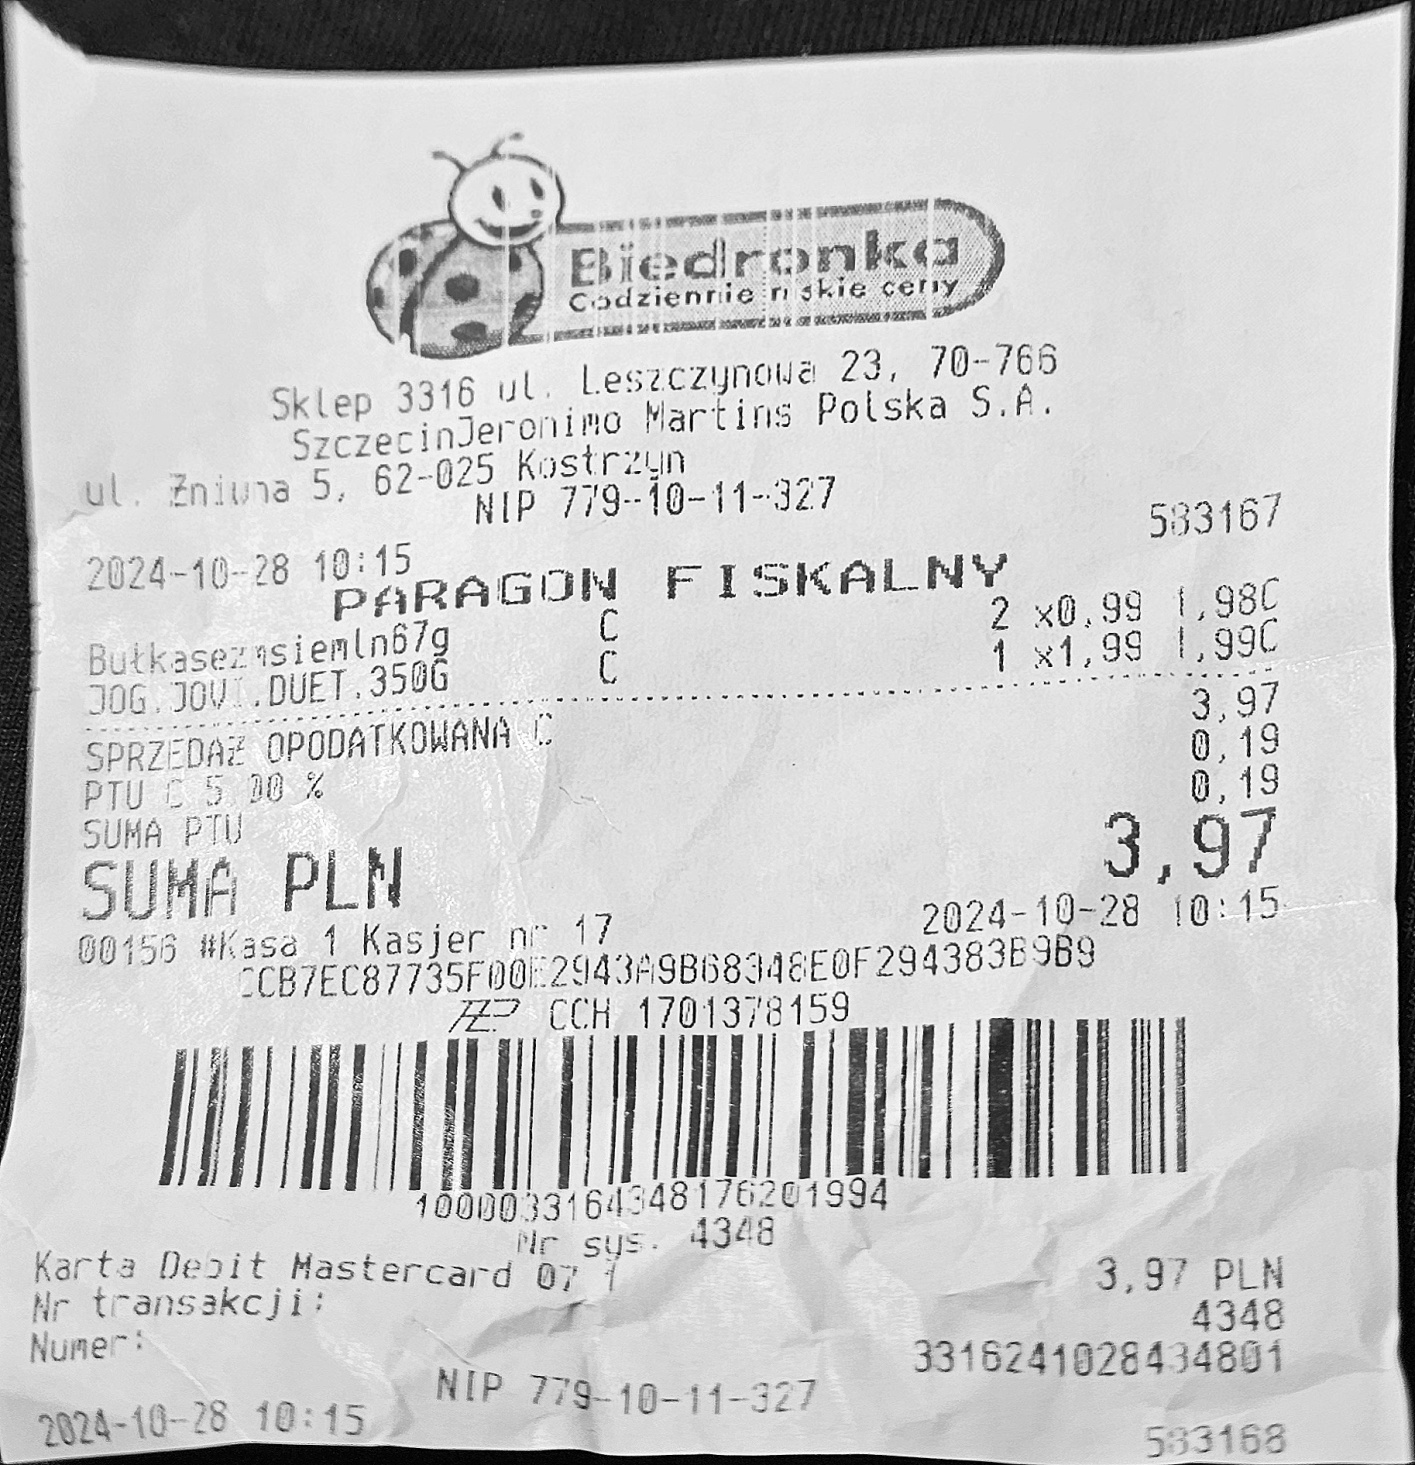 Biedronka
Codziennie niskie ceny
Sklep 3316 ul. Leszczynowa 23, 70-766
SzczecinJeronimo Martins Polska S.A.
ul. Żniwna 5, 62-025 Kostrzyn
NIP 779-10-11-327
2024-10-28 10:15 583167
PARAGON FISKALNY
Bułkasezmsiemln67g C 2 x0,99 1,98C
JOG.JOVI.DUET.350G C 1 x1,99 1,99C
SPRZEDAŻ OPODATKOWANA C 3,97
PTU C 5,00 % 0,19
SUMA PTU 0,19
SUMA PLN 3,97
00156 #Kasa 1 Kasjer nr 17 2024-10-28 10:15
CCB7EC87735F00E2943A9B68348E0F294383B9B9
CCH 1701378159
1000033164348176201994
Nr sys. 4348
Karta Debit Mastercard 07 1 3,97 PLN
Nr transakcji: 4348
Numer: 3316241028434801
NIP 779-10-11-327
2024-10-28 10:15 583168